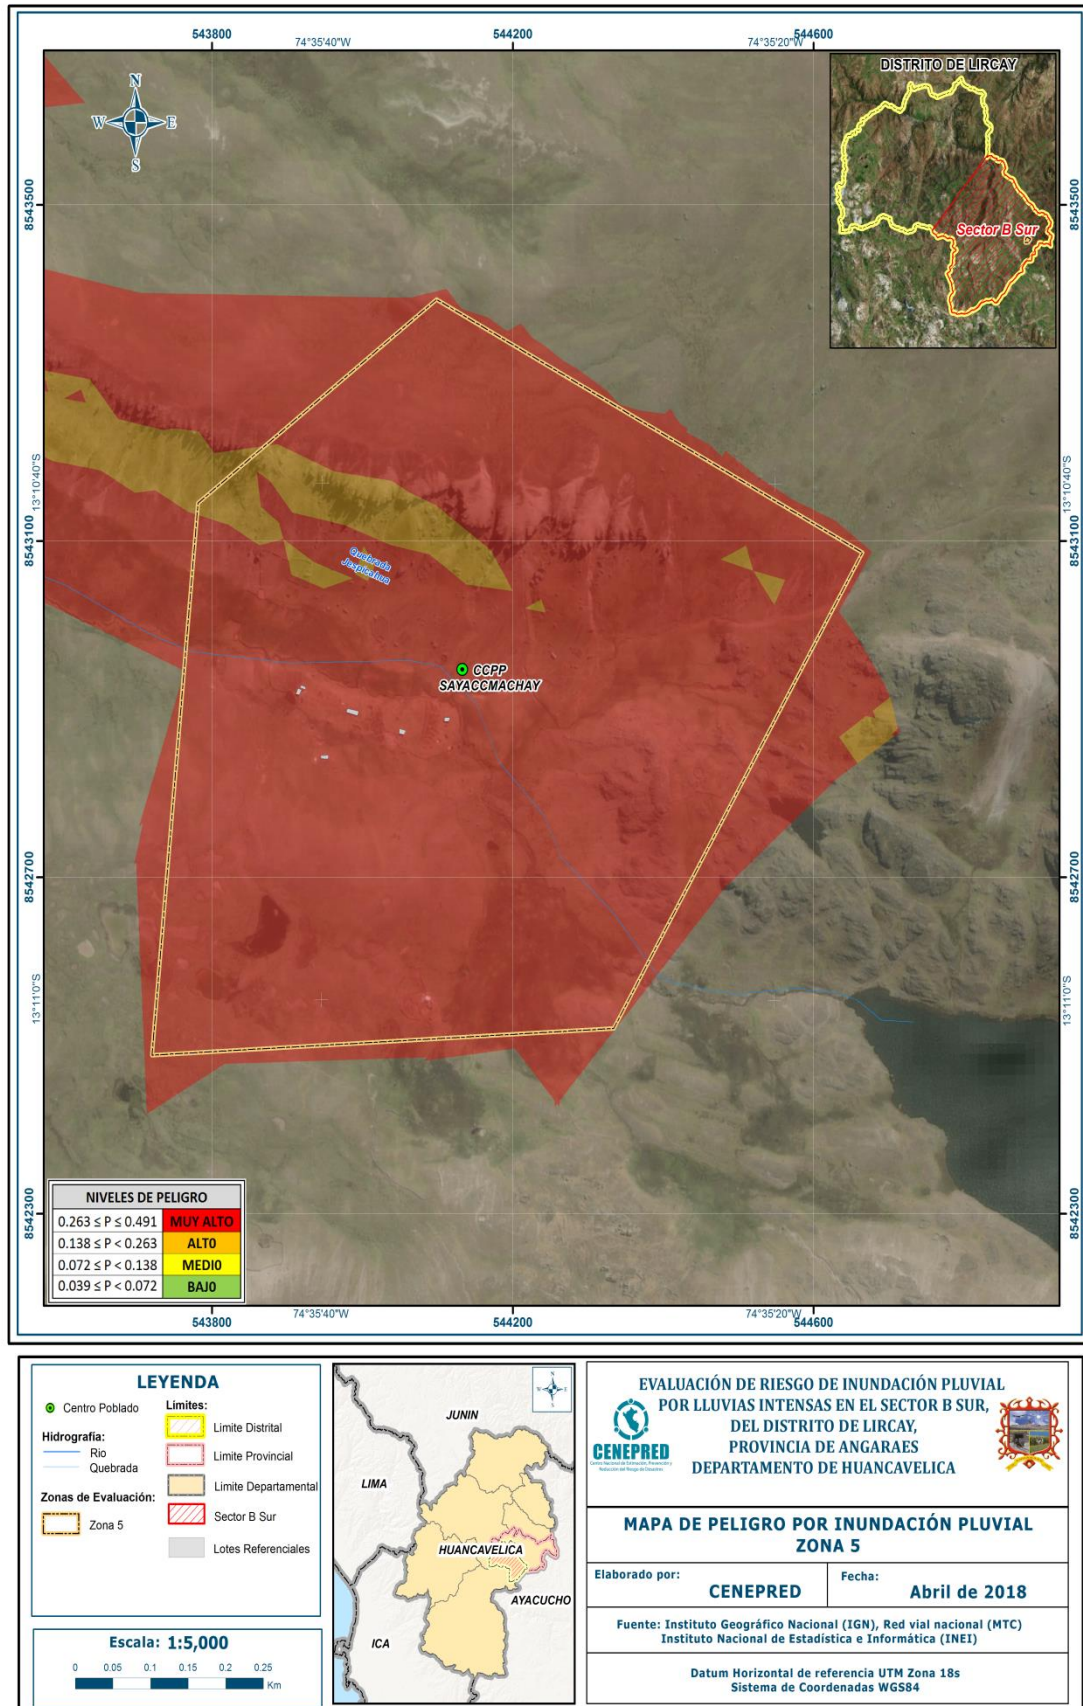 543800
544200
544600
74°35'40"W
74°35'20"W
N
W
E
S
DISTRITO DE LIRCAY
Sector B Sur
8543500
8543500
13°10'40"S
13°10'40"S
8543100
8543100
Quebrada
Jespicahua
CCPP
SAYACCMACHAY
8542700
8542700
13°11'0"S
13°11'0"S
8542300
8542300
NIVELES DE PELIGRO
0.263 ≤ P ≤ 0.491 MUY ALTO
0.138 ≤ P < 0.263 ALT0
0.072 ≤ P < 0.138 MEDI0
0.039 ≤ P < 0.072 BAJ0
543800
544200
544600
74°35'40"W
74°35'20"W
LEYENDA
Centro Poblado
Hidrografia:
Rio
Quebrada
Zonas de Evaluación:
Zona 5
Limites:
Limite Distrital
Limite Provincial
Limite Departamental
Sector B Sur
Lotes Referenciales
Escala: 1:5,000
0 0.05 0.1 0.15 0.2 0.25
Km
JUNIN
LIMA
HUANCAVELICA
AYACUCHO
ICA
EVALUACIÓN DE RIESGO DE INUNDACIÓN PLUVIAL
POR LLUVIAS INTENSAS EN EL SECTOR B SUR,
DEL DISTRITO DE LIRCAY,
PROVINCIA DE ANGARAES
DEPARTAMENTO DE HUANCAVELICA
CENEPRED
MAPA DE PELIGRO POR INUNDACIÓN PLUVIAL
ZONA 5
Elaborado por:
CENEPRED
Fecha:
Abril de 2018
Fuente: Instituto Geográfico Nacional (IGN), Red vial nacional (MTC)
Instituto Nacional de Estadística e Informática (INEI)
Datum Horizontal de referencia UTM Zona 18s
Sistema de Coordenadas WGS84